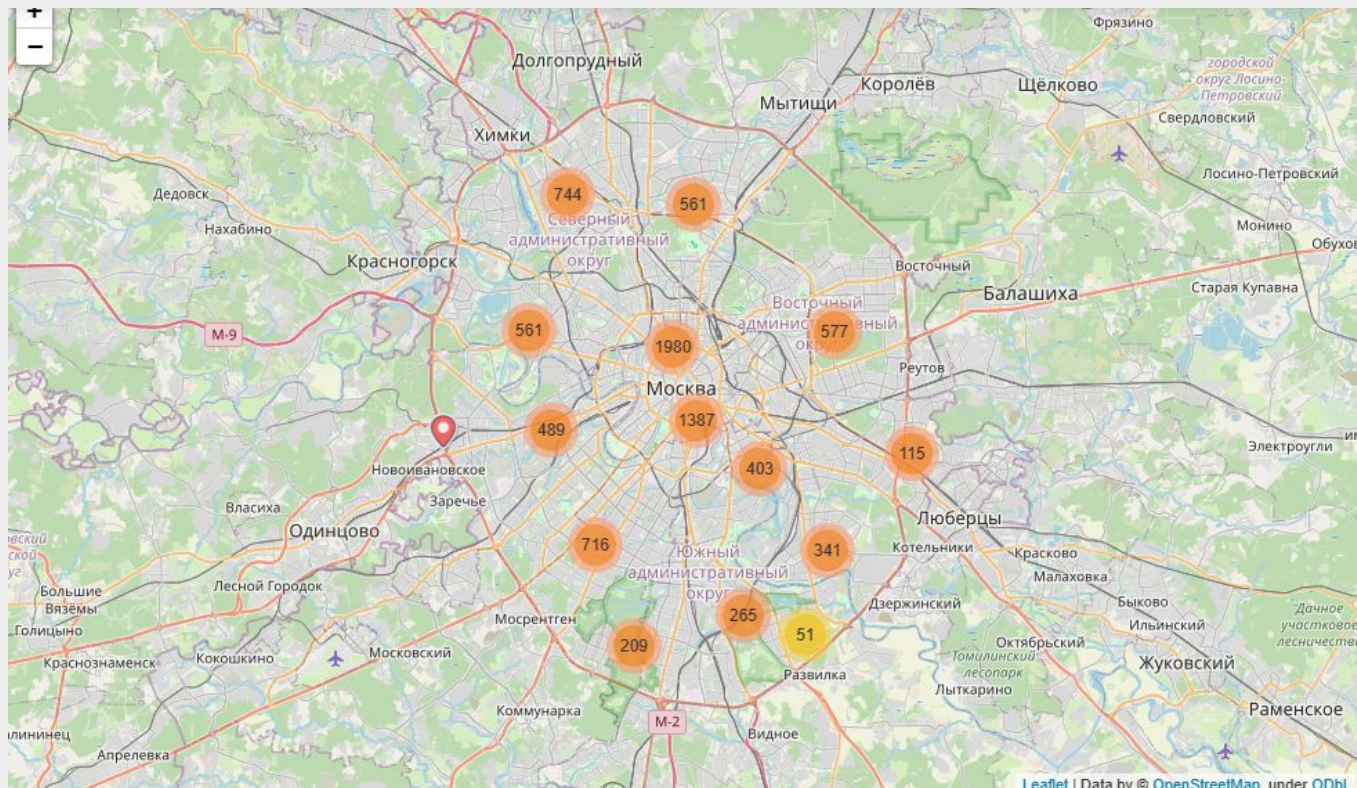 +
−
Фрязино
Долгопрудный
городской
округ Лосино-
Петровский
Королёв
Щёлково
Мытищи
Свердловский
Химки
Лосино-Петровский
Дедовск
744
561
Северный
административный
округ
Нахабино
Монино
Обухов
Красногорск
Восточный
Балашиха
Старая Купавна
Восточный
административный
округ
М-9
561
577
1980
Реутов
Москва
1387
489
Электроугли
Новоивановское
403
115
Власиха
Заречье
Одинцово
Люберцы
716
341
Южный
административный
округ
Котельники
Красково
Малаховка
Лесной Городок
Большие
Вязёмы
Быково
Дзержинский
Мосрентген
265
Ильинский
Дачное
участковое
лесничество
Голицыно
51
209
Октябрьский
Московский
Кокошкино
Краснознаменск
Томилинский
лесопарк
Жуковский
Развилка
Лыткарино
Коммунарка
Раменское
М-2
Видное
Апрелевка
Leaflet | Data by © OpenStreetMap, under ODbL.